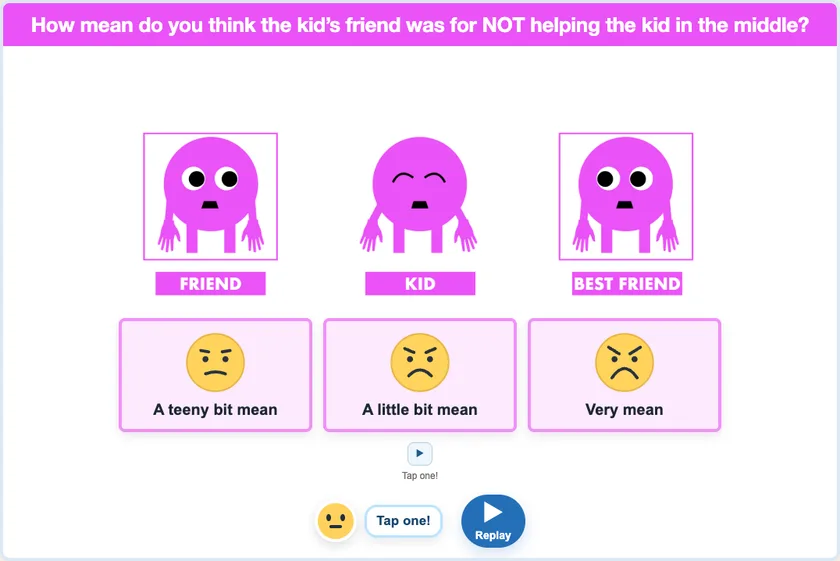 How mean do you think the kid's friend was for NOT helping the kid in the middle?
FRIEND
KID
BEST FRIEND
A teeny bit mean
A little bit mean
Very mean
Tap one!
Tap one!
Replay